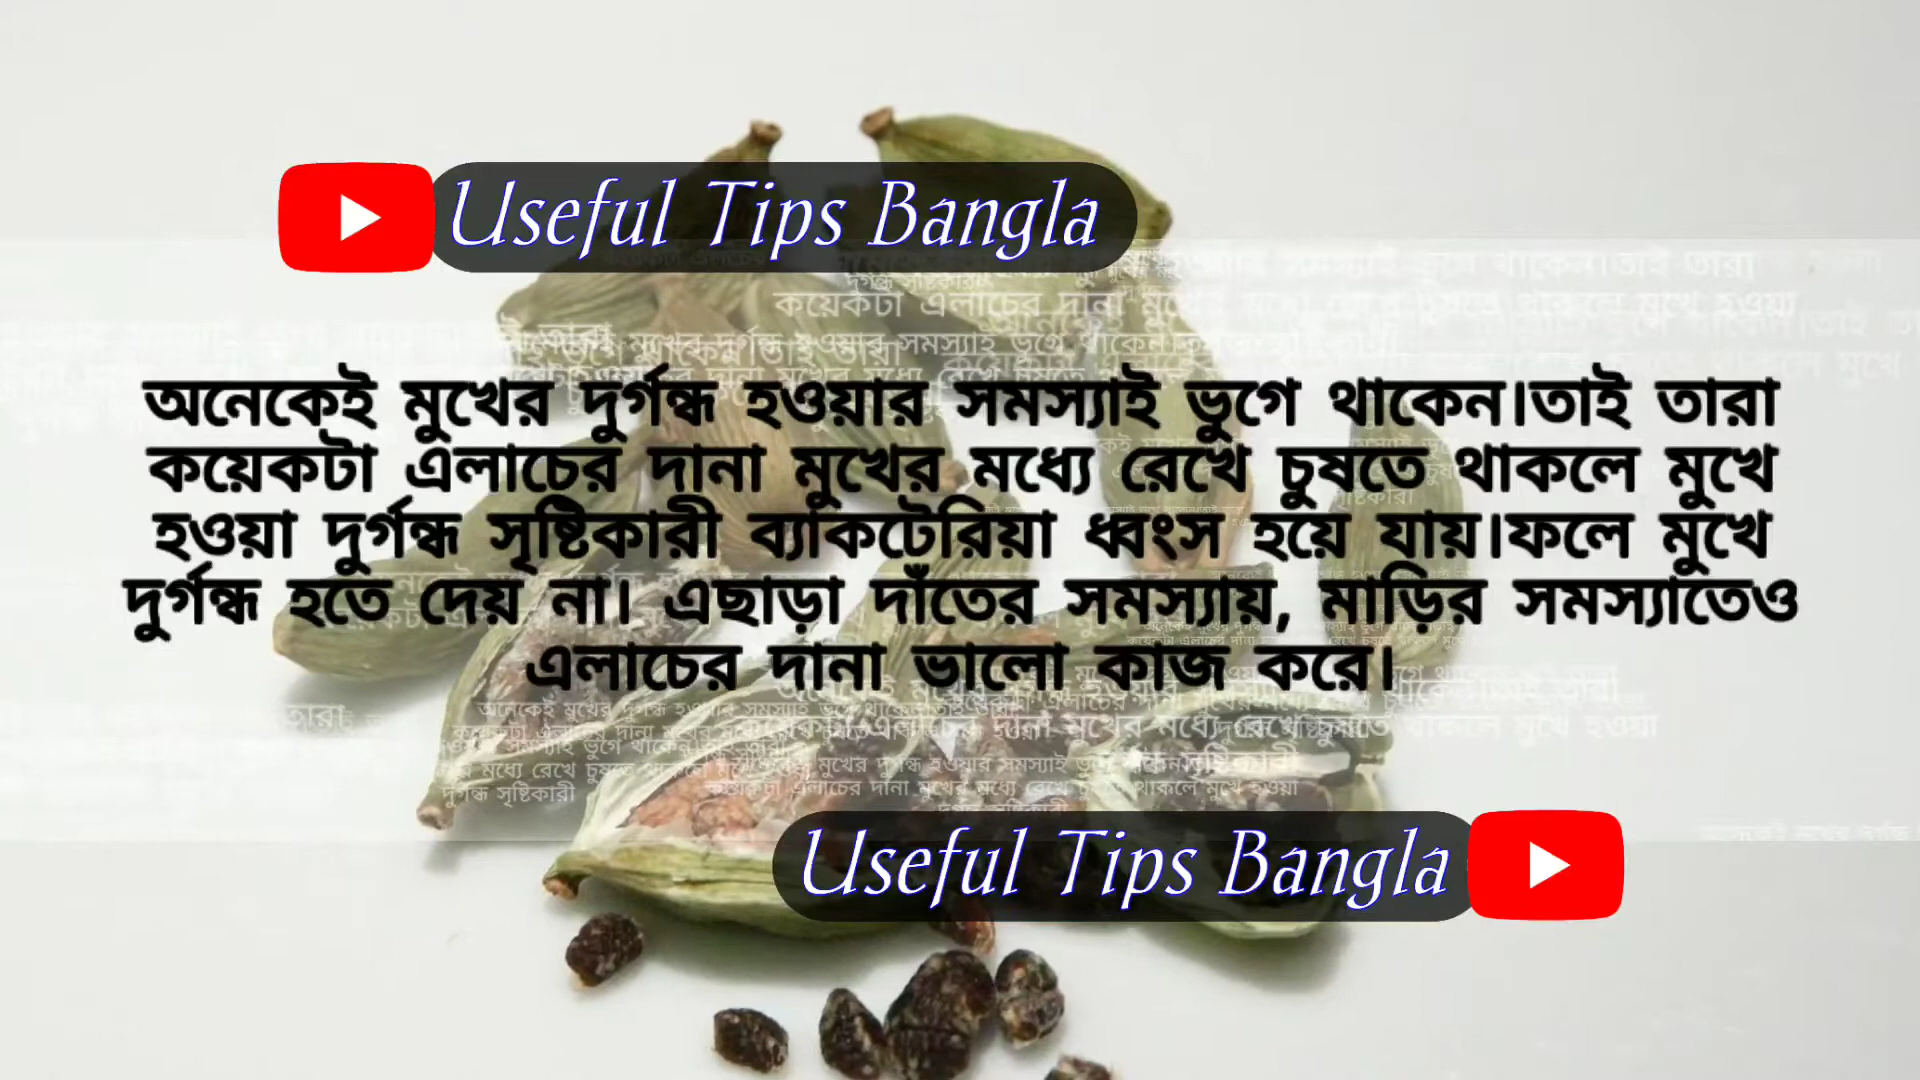 Useful Tips Bangla
অনেকেই মুখের দুর্গন্ধ হওয়ার সমস্যাই ভুগে থাকেন।তাই তারা
কয়েকটা এলাচের দানা মুখের মধ্যে রেখে চুষতে থাকলে মুখে
হওয়া দুর্গন্ধ সৃষ্টিকারী ব্যাকটেরিয়া ধ্বংস হয়ে যায়।ফলে মুখে
দুর্গন্ধ হতে দেয় না। এছাড়া দাঁতের সমস্যায়, মাড়ির সমস্যাতেও
এলাচের দানা ভালো কাজ করে।
Useful Tips Bangla